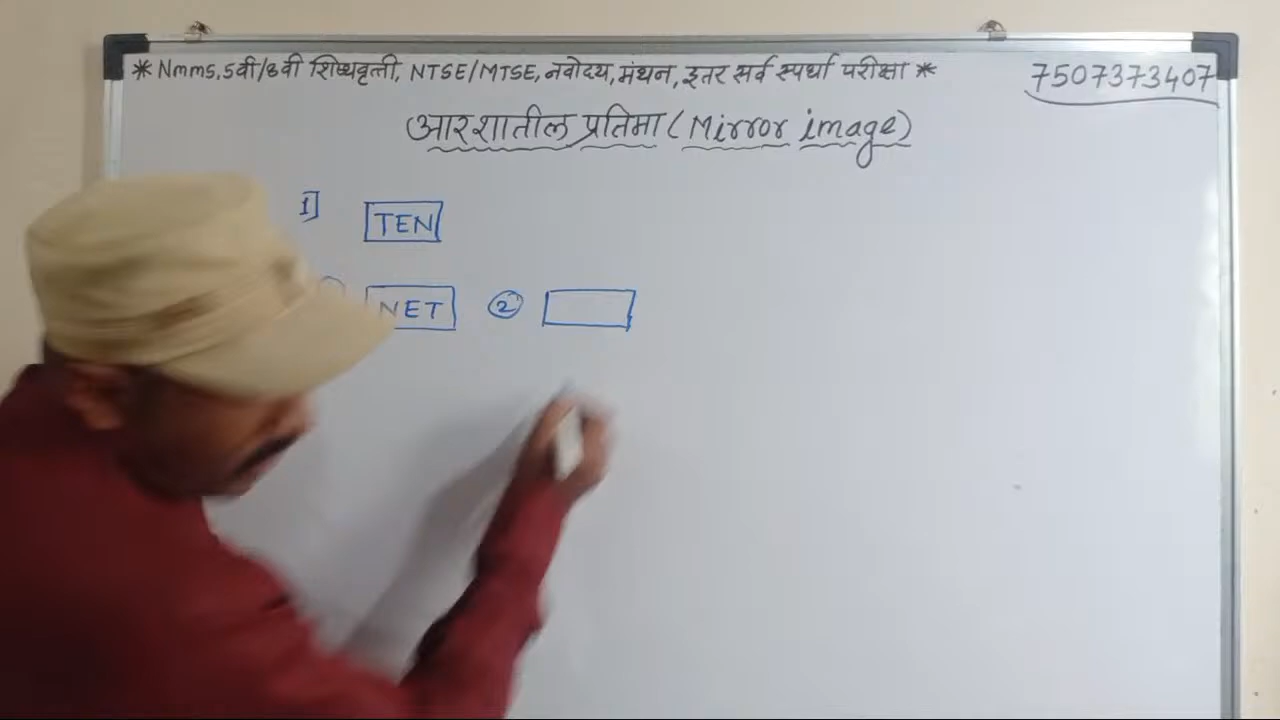 * Nmms, 5वी/8वी शिष्यवृत्ती, NTSE/MTSE, नवोदय, मंथन, इतर सर्व स्पर्धा परीक्षा *
7507373407
आरशातील प्रतिमा (Mirror image)
1] TEN
NET ②